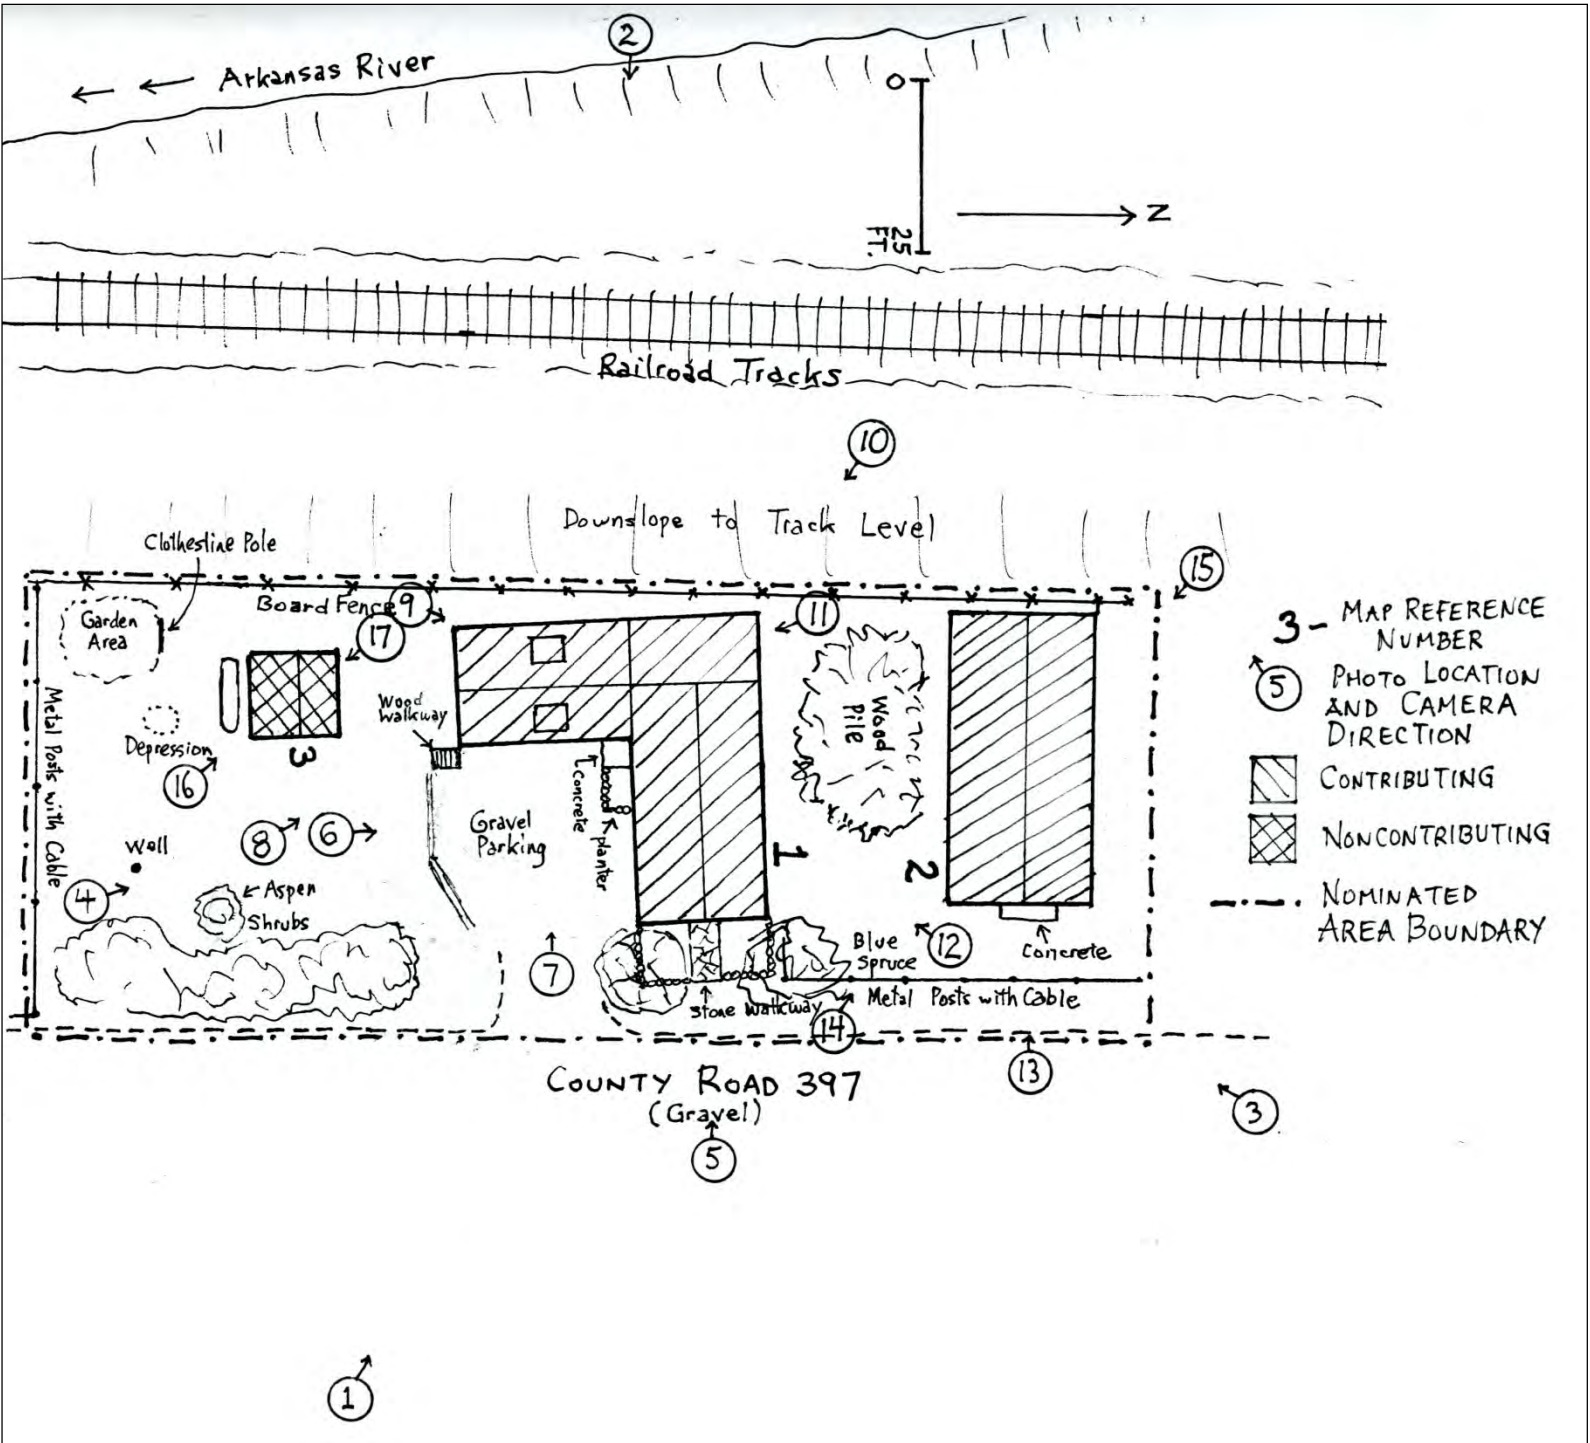 2
Arkansas River
0
25
FT.
N
Railroad Tracks
10
Downslope to Track Level
Clothesline Pole
15
Board Fence
9
11
Garden
Area
17
3 - MAP REFERENCE
NUMBER
5
PHOTO LOCATION
AND CAMERA
DIRECTION
Metal Posts with Cable
Wood
Walkway
Wood
Pile
Depression
3
16
Concrete
CONTRIBUTING
8
6
Gravel
Parking
planter
NONCONTRIBUTING
Well
1
2
4
Aspen
Shrubs
NOMINATED
AREA BOUNDARY
Blue
Spruce
12
Concrete
7
Stone Walkway
Metal Posts with Cable
14
13
COUNTY ROAD 397
(Gravel)
3
5
1